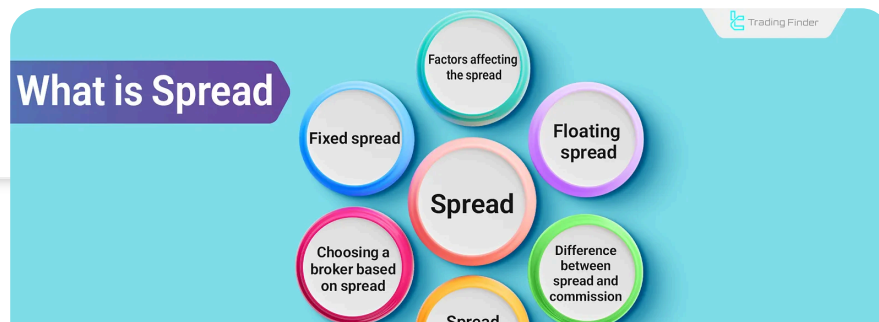 Trading Finder
What is Spread
Factors affecting
the spread
Fixed spread
Floating
spread
Spread
Choosing a
broker based
on spread
Difference
between
spread and
commission
Spread